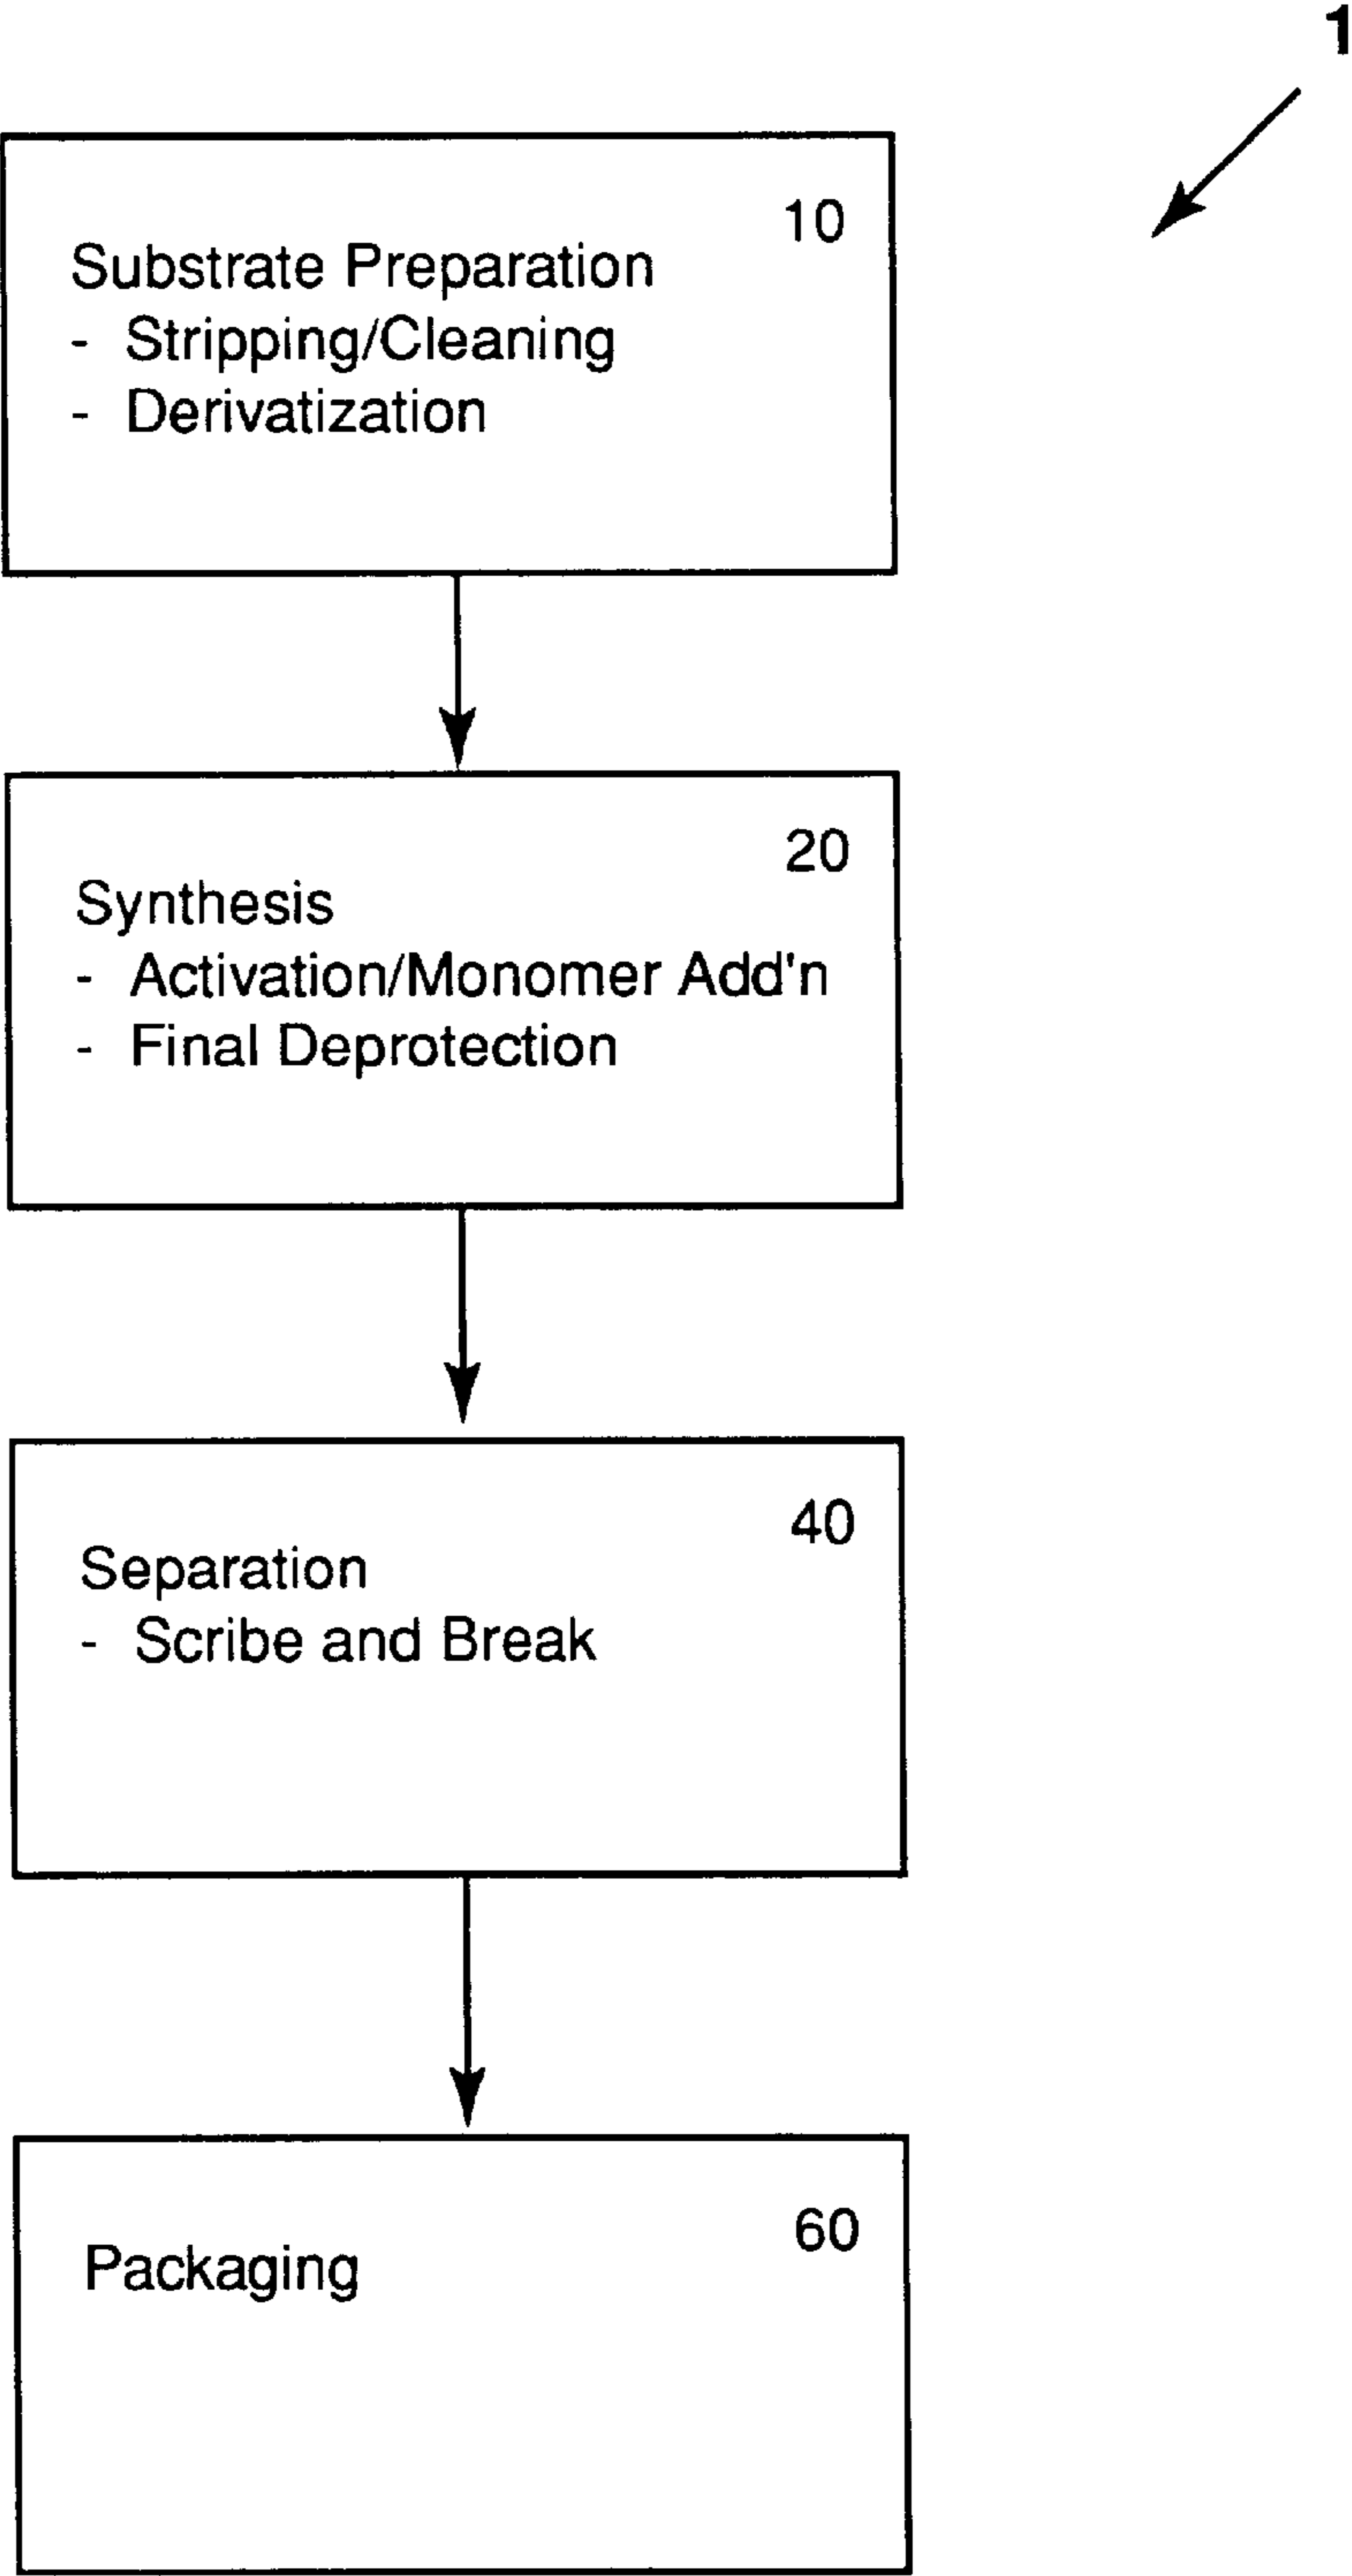 1
10
Substrate Preparation
- Stripping/Cleaning
- Derivatization
20
Synthesis
- Activation/Monomer Add'n
- Final Deprotection
40
Separation
- Scribe and Break
60
Packaging